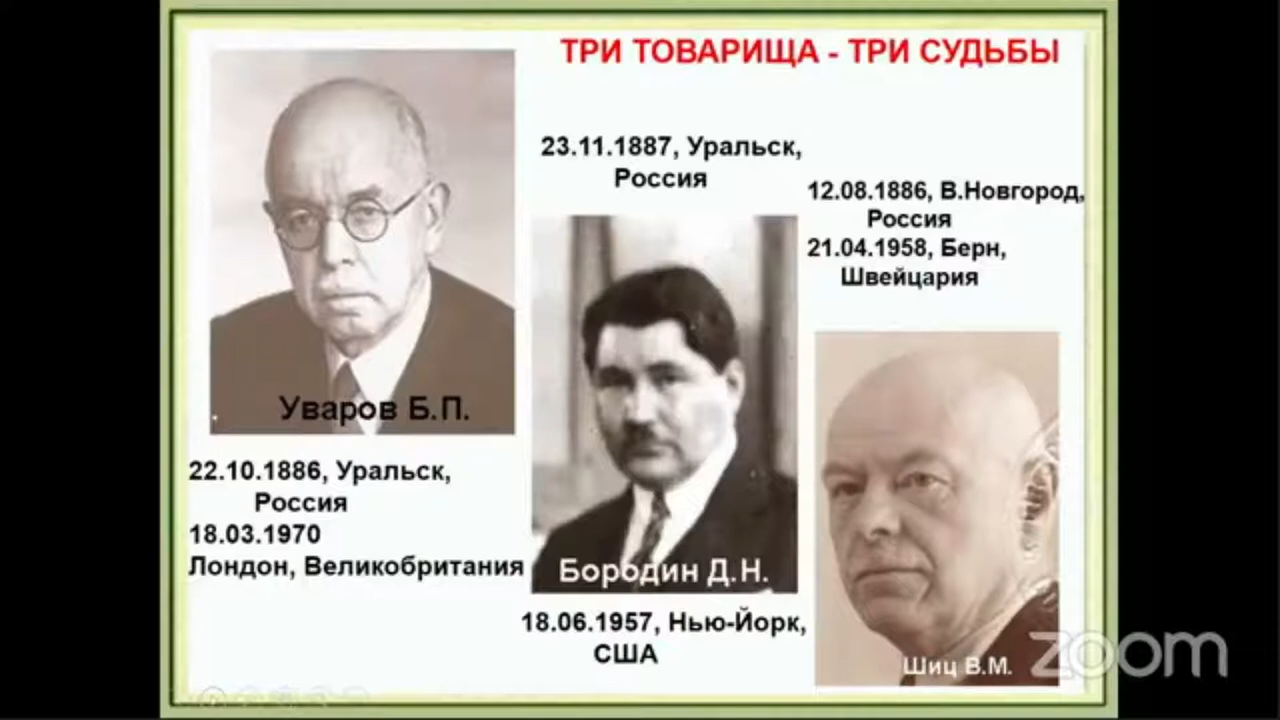 ТРИ ТОВАРИЩА - ТРИ СУДЬБЫ
Уваров Б.П.
22.10.1886, Уральск,
Россия
18.03.1970
Лондон, Великобритания
23.11.1887, Уральск,
Россия
Бородин Д.Н.
18.06.1957, Нью-Йорк,
США
12.08.1886, В.Новгород,
Россия
21.04.1958, Берн,
Швейцария
Шиц В.М.
zoom